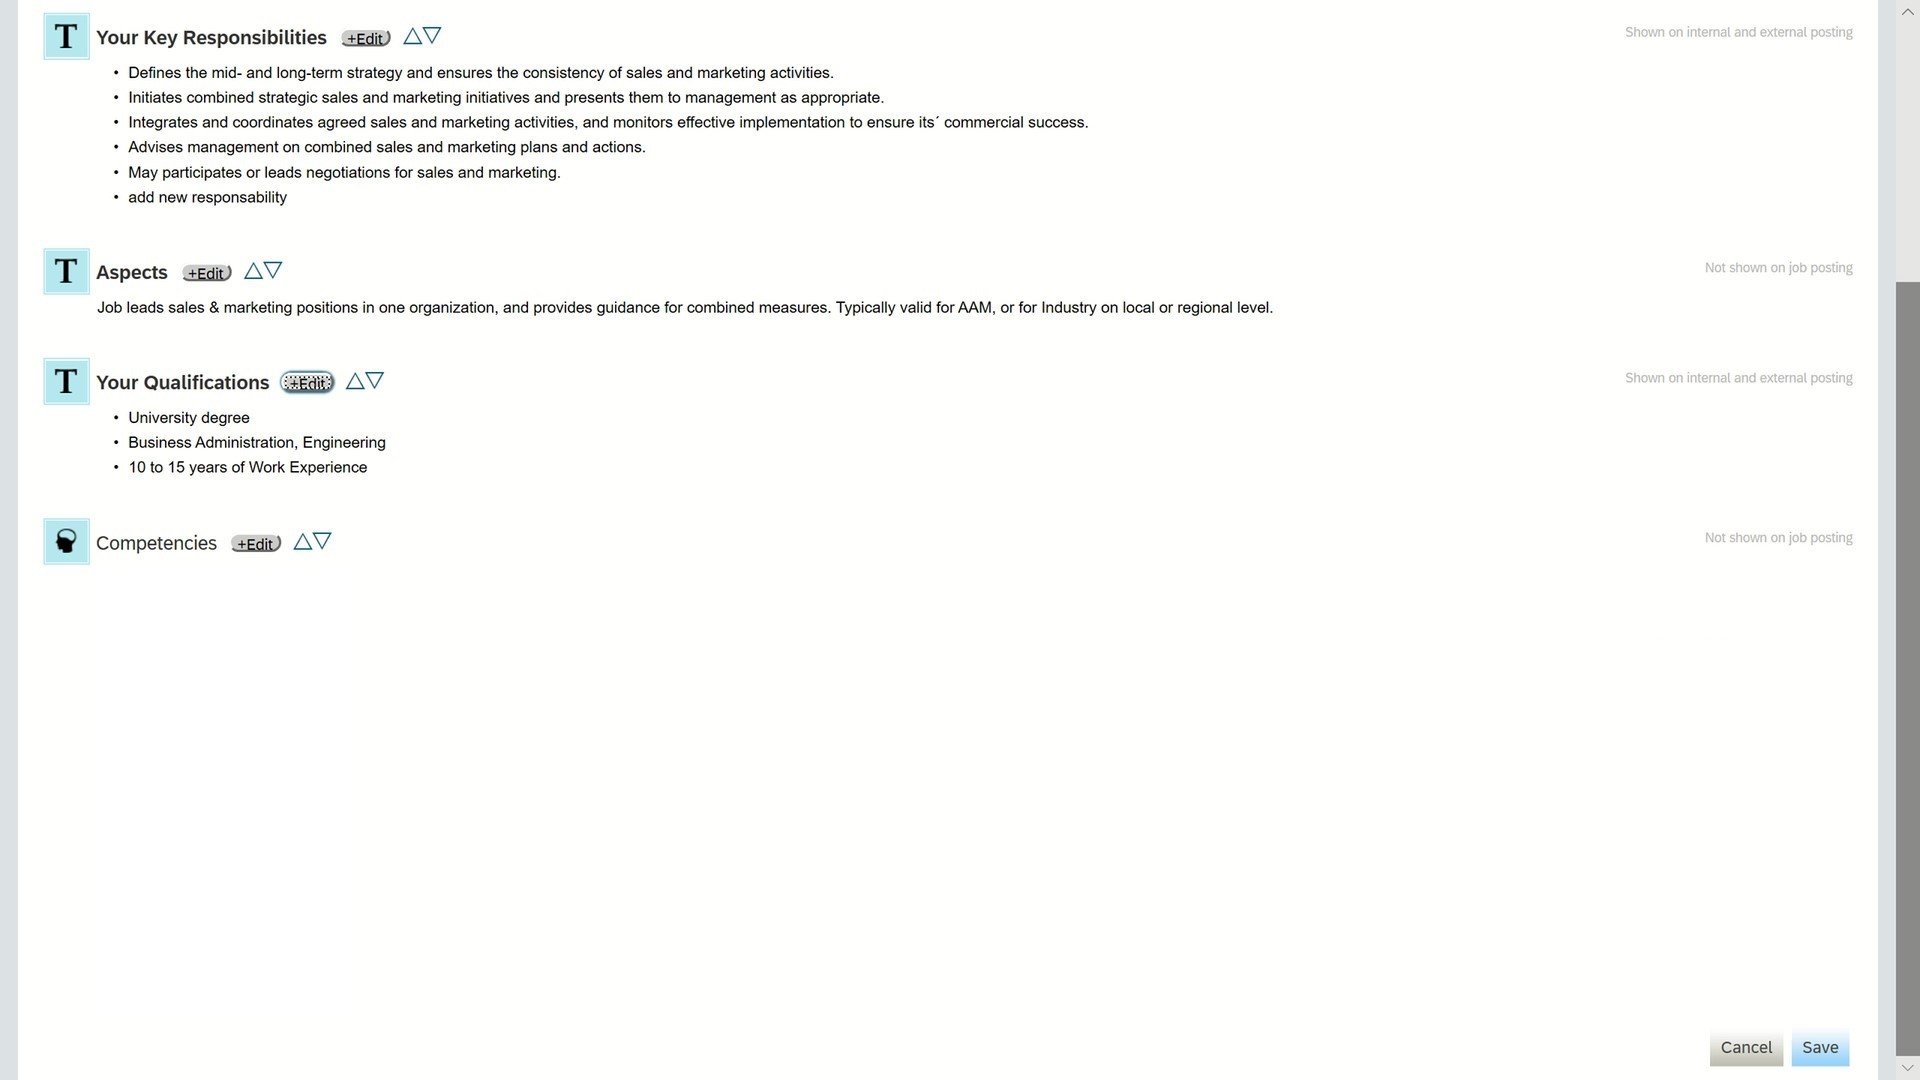 T Your Key Responsibilities +Edit Shown on internal and external posting
• Defines the mid- and long-term strategy and ensures the consistency of sales and marketing activities.
• Initiates combined strategic sales and marketing initiatives and presents them to management as appropriate.
• Integrates and coordinates agreed sales and marketing activities, and monitors effective implementation to ensure its´ commercial success.
• Advises management on combined sales and marketing plans and actions.
• May participates or leads negotiations for sales and marketing.
• add new responsability
T Aspects +Edit Not shown on job posting
Job leads sales & marketing positions in one organization, and provides guidance for combined measures. Typically valid for AAM, or for Industry on local or regional level.
T Your Qualifications +Edit Shown on internal and external posting
• University degree
• Business Administration, Engineering
• 10 to 15 years of Work Experience
Competencies +Edit Not shown on job posting
Cancel Save